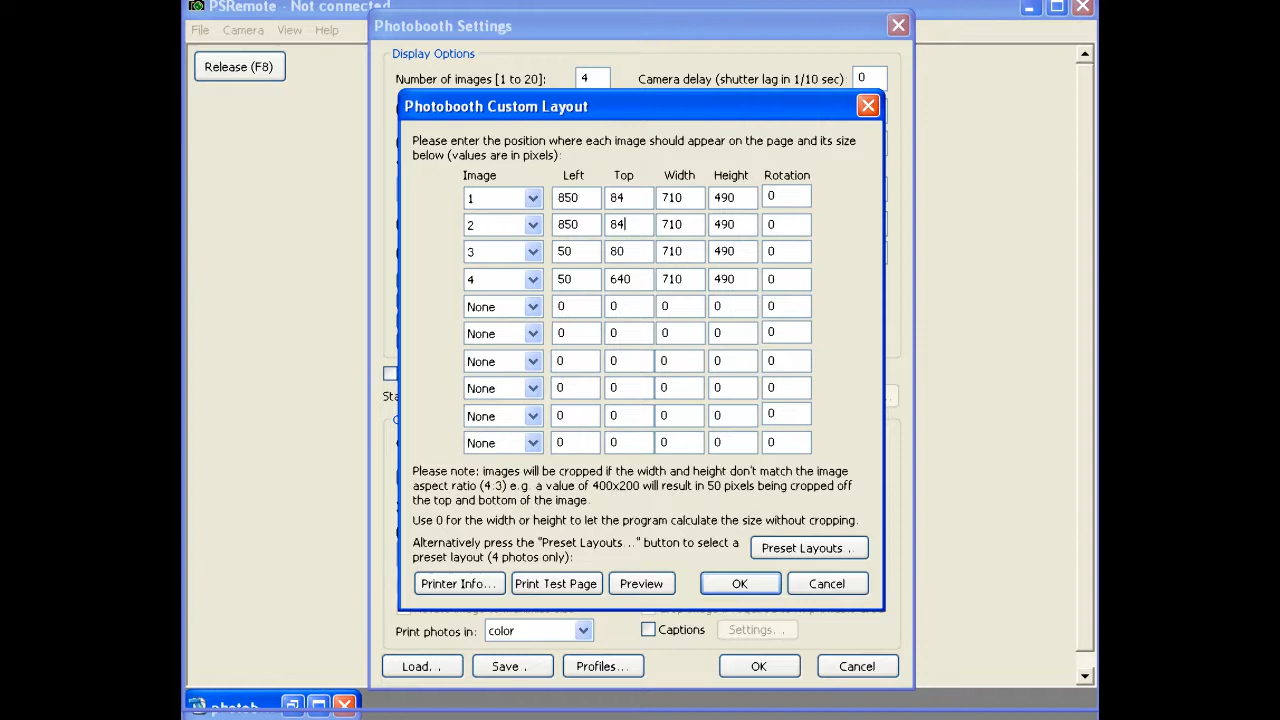 PSRemote - Not connected
File Camera View Help
Release (F8)
Photobooth Settings
Display Options
Number of images [1 to 20]: 4 Camera delay (shutter lag in 1/10 sec) 0
Photobooth Custom Layout
Please enter the position where each image should appear on the page and its size
below (values are in pixels):
Image Left Top Width Height Rotation
1 850 84 710 490 0
2 850 84 710 490 0
3 50 80 710 490 0
4 50 640 710 490 0
None 0 0 0 0 0
None 0 0 0 0 0
None 0 0 0 0 0
None 0 0 0 0 0
None 0 0 0 0 0
None 0 0 0 0 0
Please note: images will be cropped if the width and height don't match the image
aspect ratio (4:3) e.g. a value of 400x200 will result in 50 pixels being cropped off
the top and bottom of the image.
Use 0 for the width or height to let the program calculate the size without cropping.
Alternatively press the "Preset Layouts..." button to select a
preset layout (4 photos only):
Preset Layouts...
Printer Info... Print Test Page Preview OK Cancel
Print photos in: color Captions Settings...
Load... Save... Profiles... OK Cancel
photob...